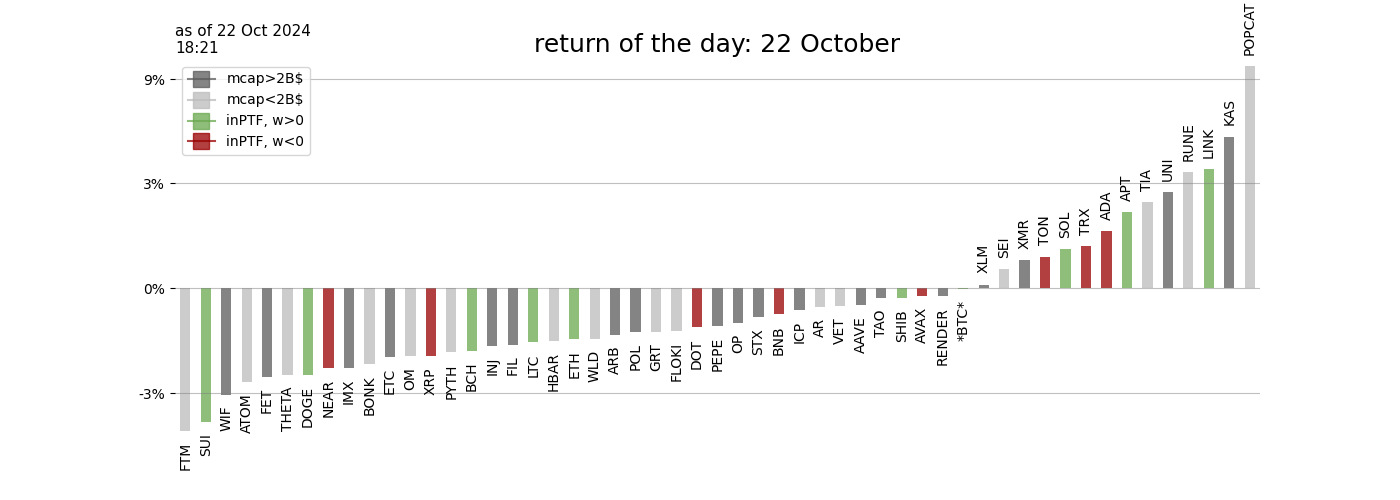 as of 22 Oct 2024
18:21
return of the day: 22 October
mcap>2B$
mcap<2B$
inPTF, w>0
inPTF, w<0
9%
3%
0%
-3%
FTM
SUI
WIF
ATOM
FET
THETA
DOGE
NEAR
IMX
BONK
ETC
OM
XRP
PYTH
BCH
INJ
FIL
LTC
HBAR
ETH
WLD
ARB
POL
GRT
FLOKI
DOT
PEPE
OP
STX
BNB
ICP
AR
VET
AAVE
TAO
SHIB
AVAX
RENDER
*BTC*
XLM
SEI
XMR
TON
SOL
TRX
ADA
APT
TIA
UNI
RUNE
LINK
KAS
POPCAT